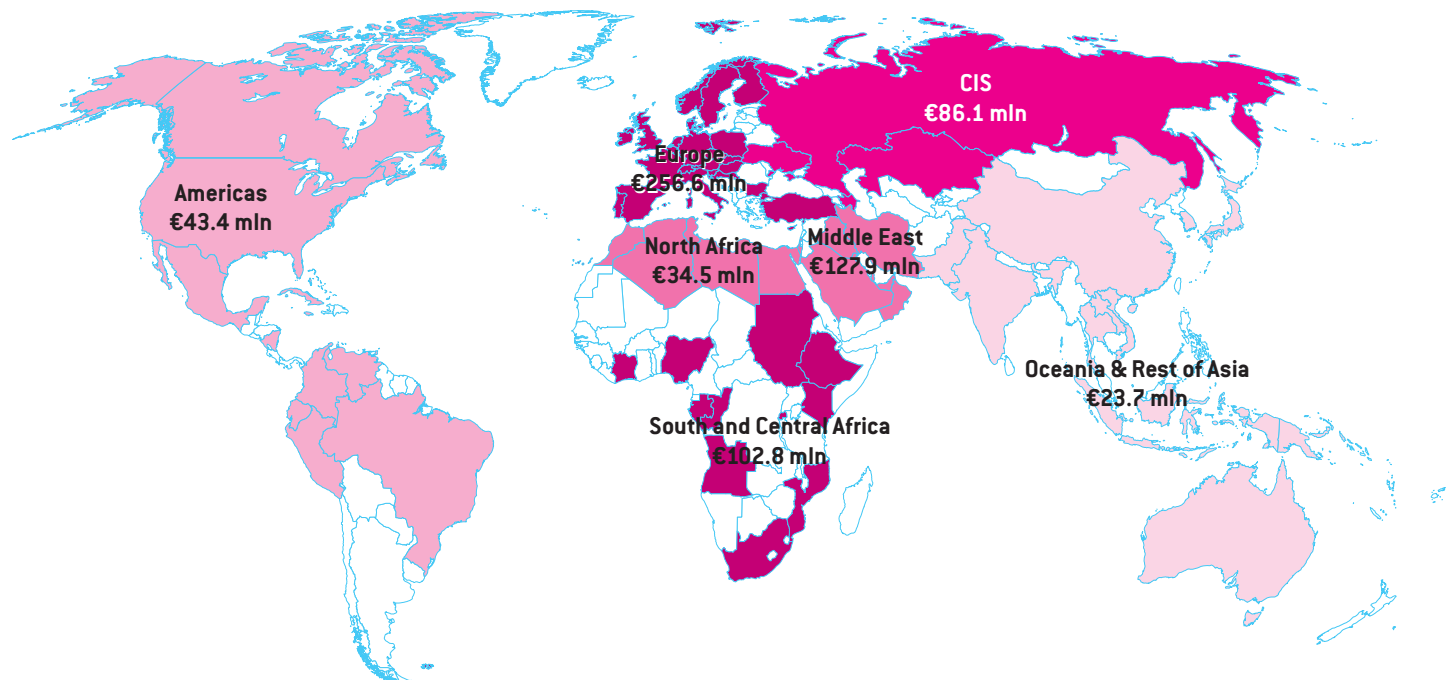 CIS
€86.1 mln
Europe
€256.6 mln
Americas
€43.4 mln
North Africa
€34.5 mln
Middle East
€127.9 mln
Oceania & Rest of Asia
€23.7 mln
South and Central Africa
€102.8 mln